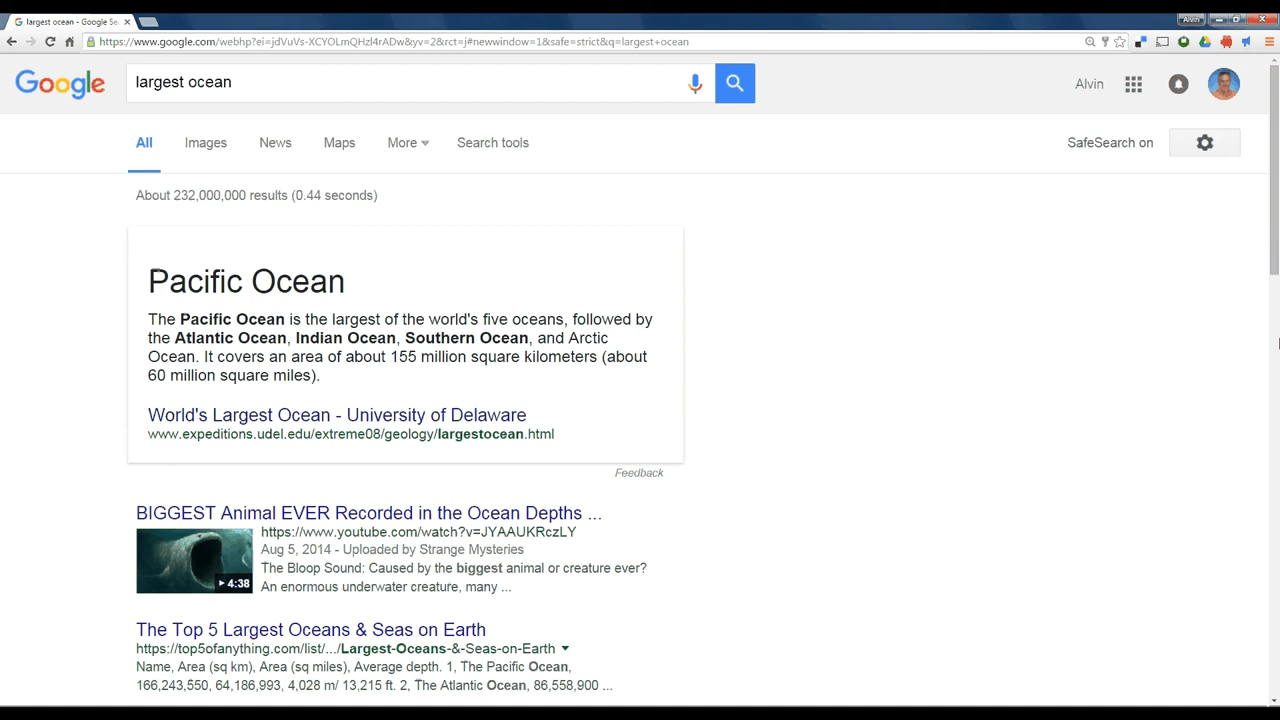 largest ocean - Google Se
Alvin
https://www.google.com/webhp?ei=jdVuVs-XCYOLmQHzl4rADw&yv=2&rct=j#newwindow=1&safe=strict&q=largest+ocean
Google
largest ocean
Alvin
All Images News Maps More Search tools
SafeSearch on
About 232,000,000 results (0.44 seconds)
Pacific Ocean
The Pacific Ocean is the largest of the world's five oceans, followed by
the Atlantic Ocean, Indian Ocean, Southern Ocean, and Arctic
Ocean. It covers an area of about 155 million square kilometers (about
60 million square miles).
World's Largest Ocean - University of Delaware
www.expeditions.udel.edu/extreme08/geology/largestocean.html
Feedback
BIGGEST Animal EVER Recorded in the Ocean Depths ...
https://www.youtube.com/watch?v=JYAAUKRczLY
Aug 5, 2014 - Uploaded by Strange Mysteries
The Bloop Sound: Caused by the biggest animal or creature ever?
An enormous underwater creature, many ...
4:38
The Top 5 Largest Oceans & Seas on Earth
https://top5ofanything.com/list/.../Largest-Oceans-&-Seas-on-Earth
Name, Area (sq km), Area (sq miles), Average depth. 1, The Pacific Ocean,
166,243,550, 64,186,993, 4,028 m/ 13,215 ft. 2, The Atlantic Ocean, 86,558,900 ...